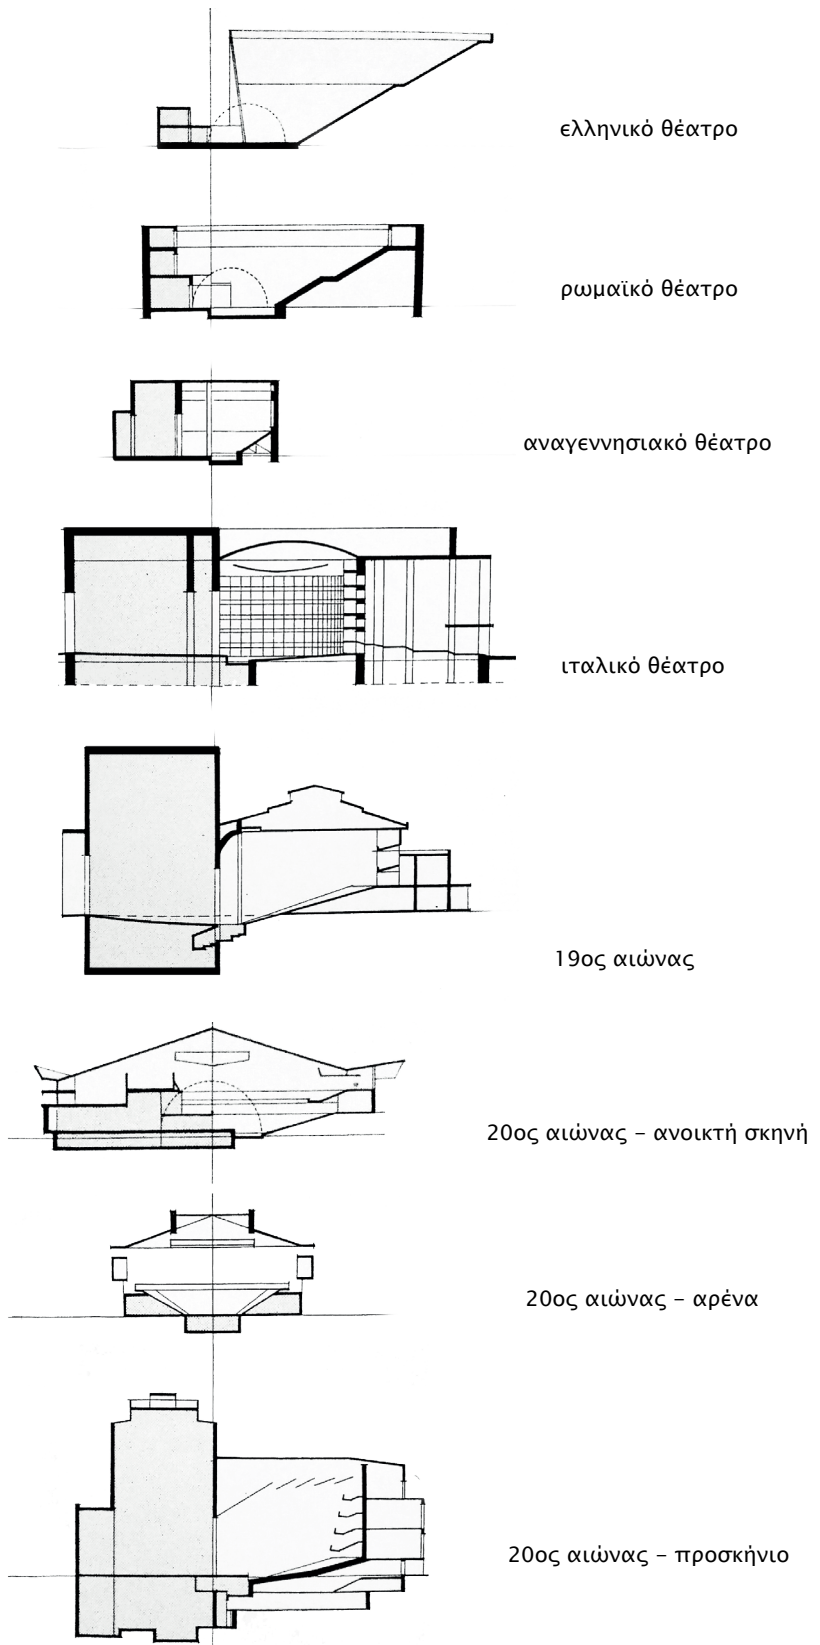 ελληνικό θέατρο
ρωμαϊκό θέατρο
αναγεννησιακό θέατρο
ιταλικό θέατρο
19ος αιώνας
20ος αιώνας – ανοικτή σκηνή
20ος αιώνας – αρένα
20ος αιώνας – προσκήνιο